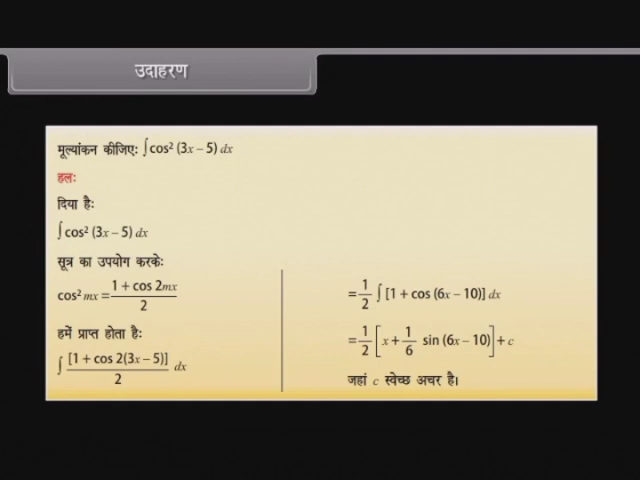 उदाहरण
मूल्यांकन कीजिए: ∫cos² (3x – 5) dx
हल:
दिया है:
∫cos² (3x – 5) dx
सूत्र का उपयोग करके:
cos² mx = (1 + cos 2mx)/2
हमें प्राप्त होता है:
∫ [1 + cos 2(3x – 5)]/2 dx
= 1/2 ∫ [1 + cos (6x – 10)] dx
= 1/2 [x + 1/6 sin (6x – 10)] + c
जहां c स्वेच्छ अचर है।